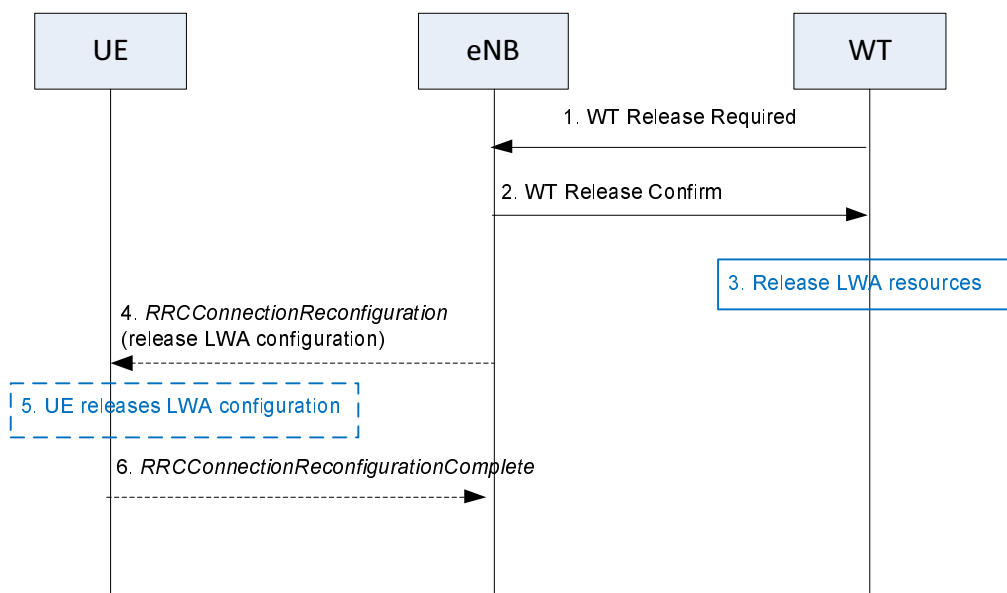 UE
eNB
WT
1. WT Release Required
2. WT Release Confirm
3. Release LWA resources
4. RRCConnectionReconfiguration
(release LWA configuration)
5. UE releases LWA configuration
6. RRCConnectionReconfigurationComplete